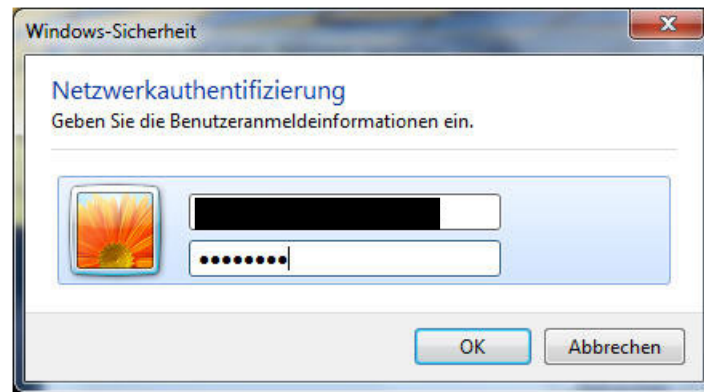 Windows-Sicherheit
Netzwerkauthentifizierung
Geben Sie die Benutzeranmeldeinformationen ein.
••••••••
OK
Abbrechen